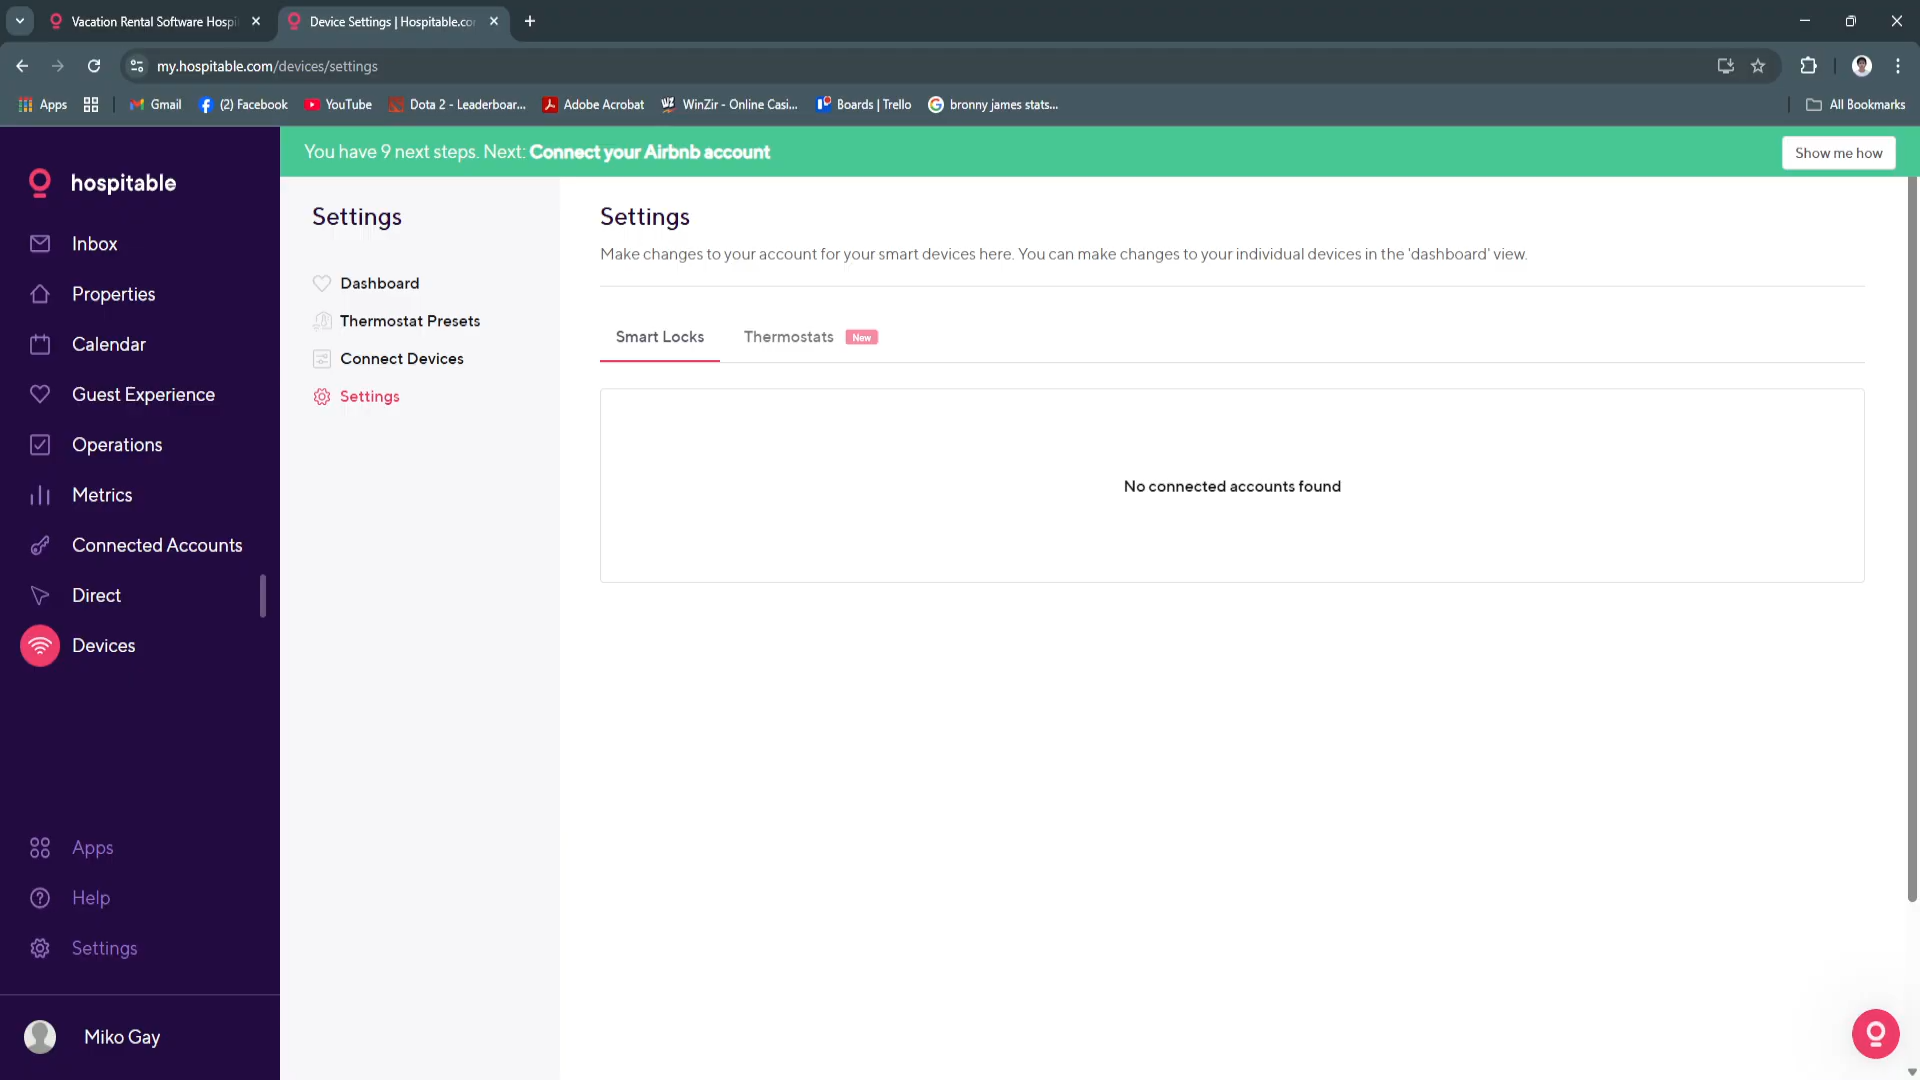 Vacation Rental Software Hospi
Device Settings | Hospitable.co
my.hospitable.com/devices/settings
Apps
Gmail
(2) Facebook
YouTube
Dota 2 - Leaderboar...
Adobe Acrobat
WinZir - Online Casi...
Boards | Trello
bronny james stats...
All Bookmarks
hospitable
Inbox
Properties
Calendar
Guest Experience
Operations
Metrics
Connected Accounts
Direct
Devices
Apps
Help
Settings
Miko Gay
You have 9 next steps. Next: Connect your Airbnb account
Show me how
Settings
Dashboard
Thermostat Presets
Connect Devices
Settings
Settings
Make changes to your account for your smart devices here. You can make changes to your individual devices in the 'dashboard' view.
Smart Locks
Thermostats New
No connected accounts found